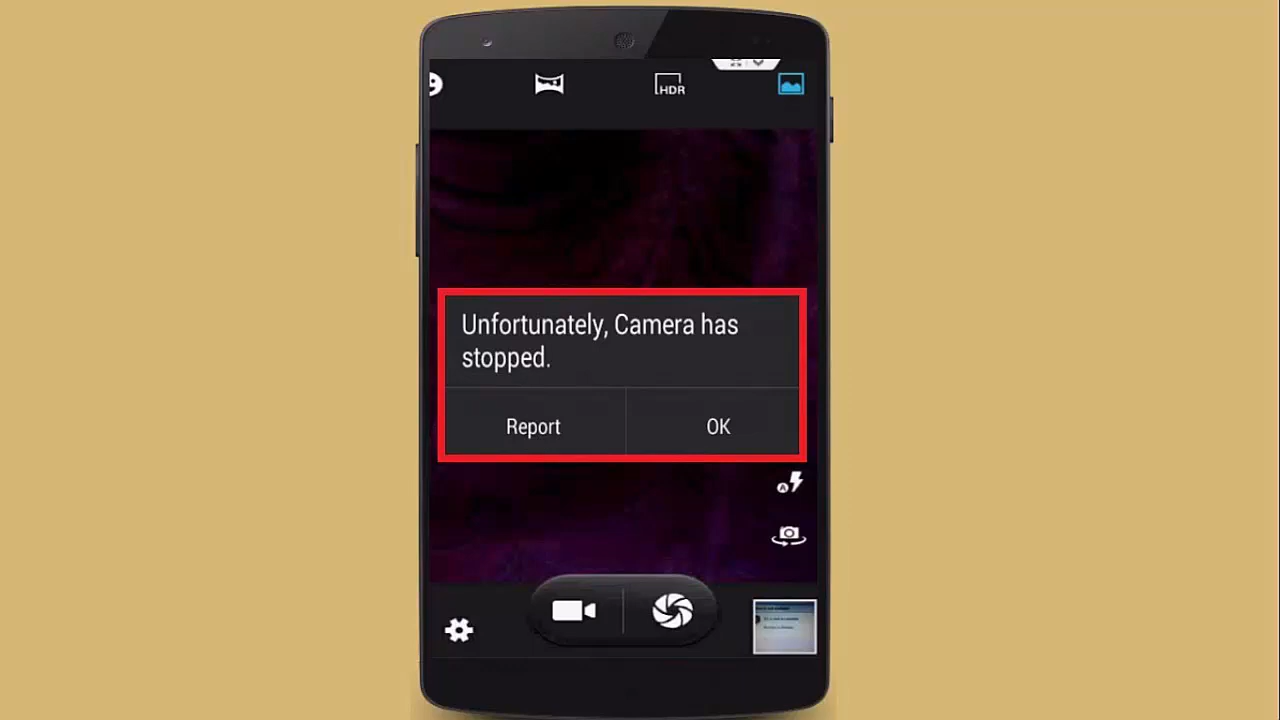 HDR
Unfortunately, Camera has
stopped.
Report
OK
A